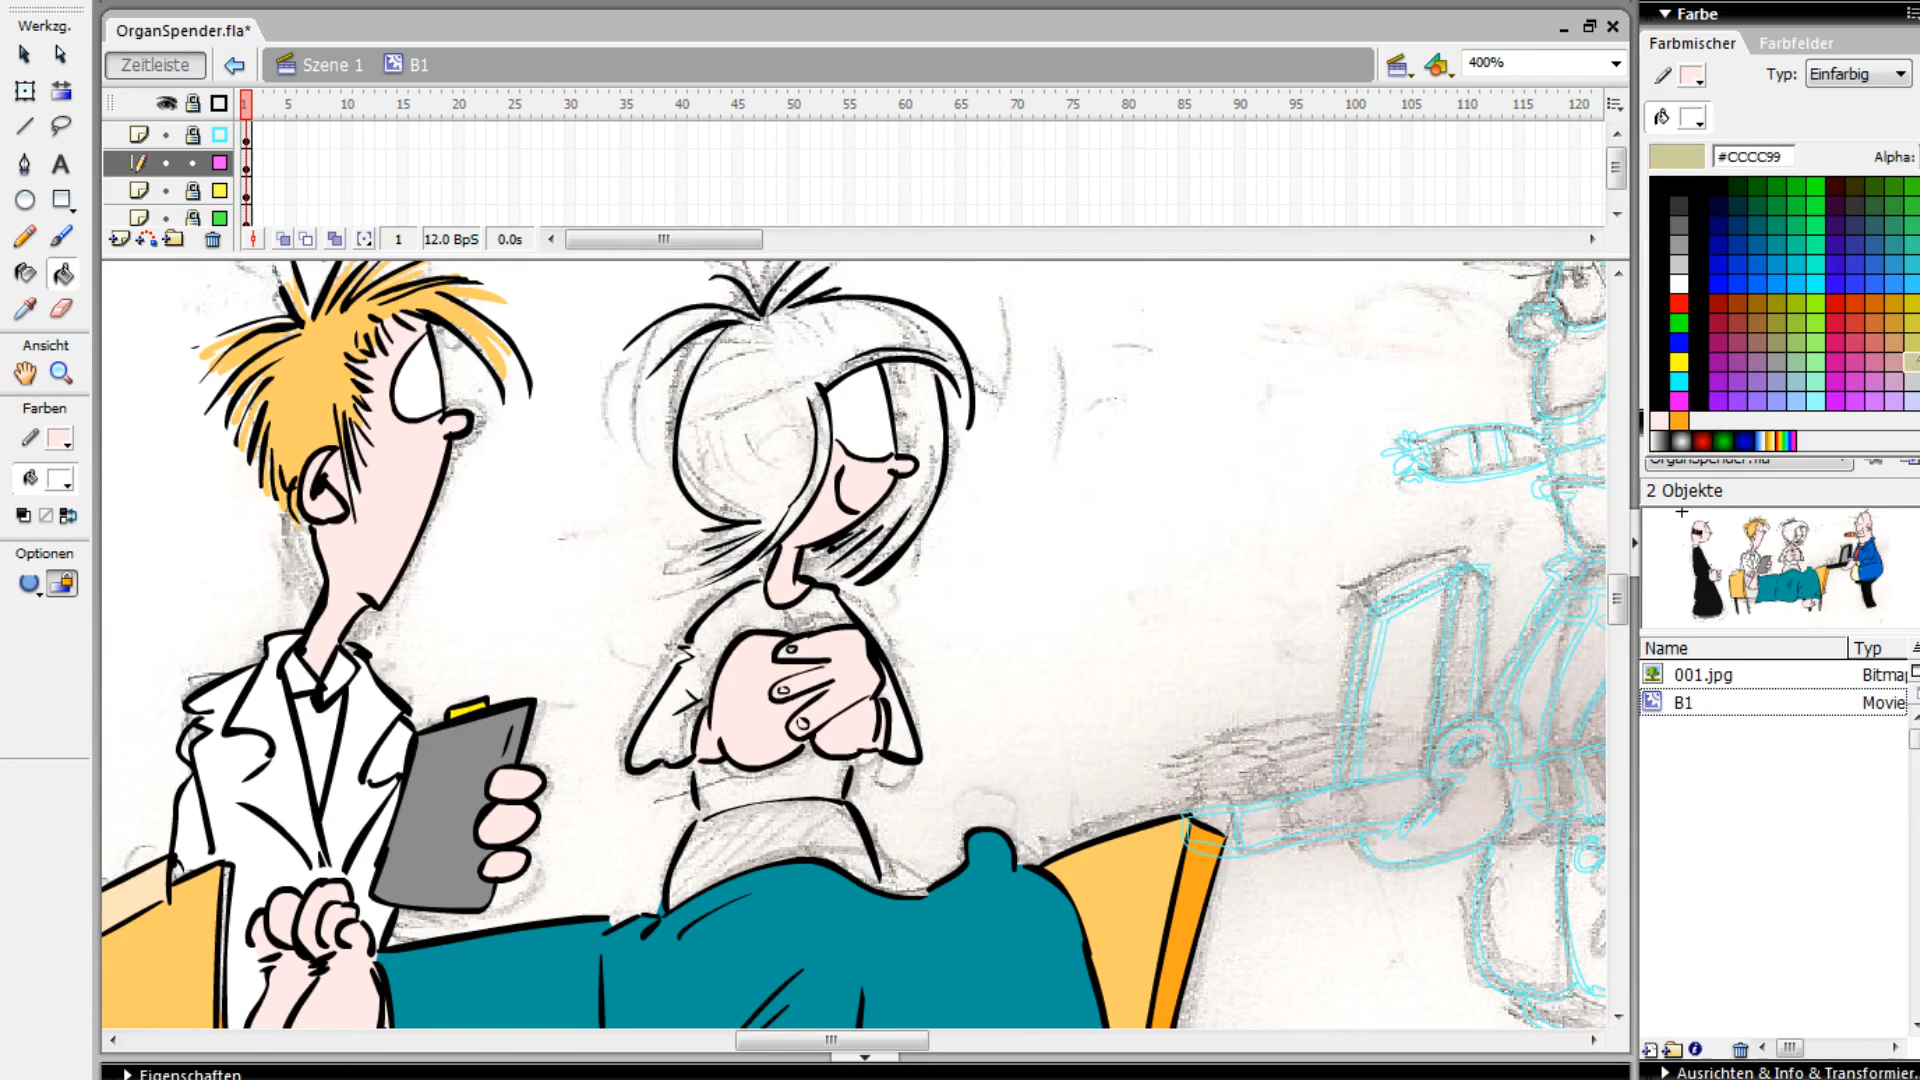 Werkzg.
Ansicht
Farben
Optionen
OrganSpender.fla*
Zeitleiste
Szene 1
B1
400%
1 5 10 15 20 25 30 35 40 45 50 55 60 65 70 75 80 85 90 95 100 105 110 115 120
1
12.0 BpS
0.0s
Eigenschaften
Farbe
Farbmischer
Farbfelder
Typ:
Einfarbig
#CCCC99
Alpha:
OrganSpender.fla
2 Objekte
Name
Typ
001.jpg
Bitmap
B1
Movie
Ausrichten & Info & Transformier...